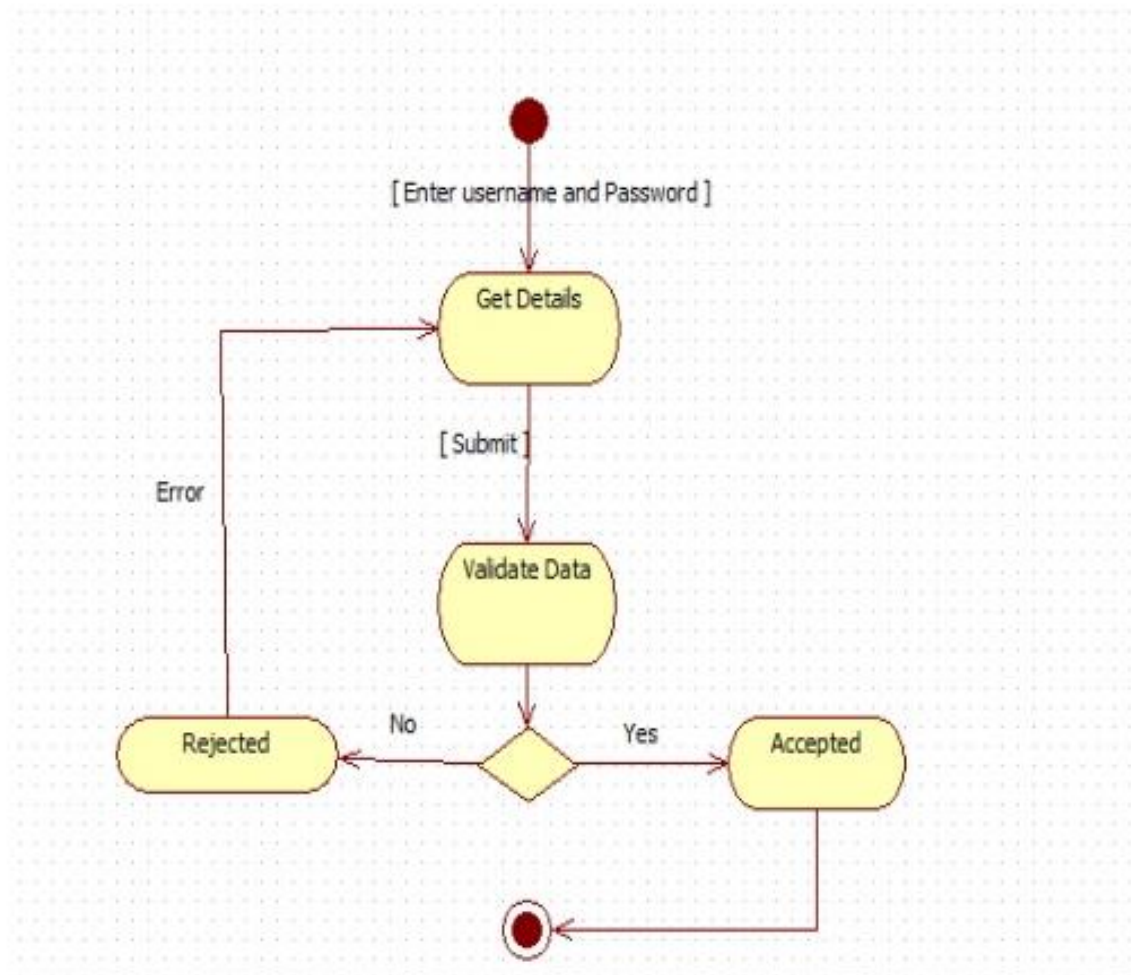 [ Enter username and Password ]
Get Details
[ Submit ]
Error
Validate Data
No
Yes
Rejected
Accepted